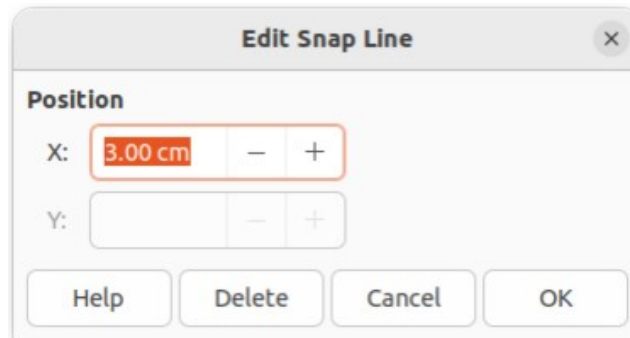 Edit Snap Line
Position
X: 3.00 cm
Y:
Help Delete Cancel OK